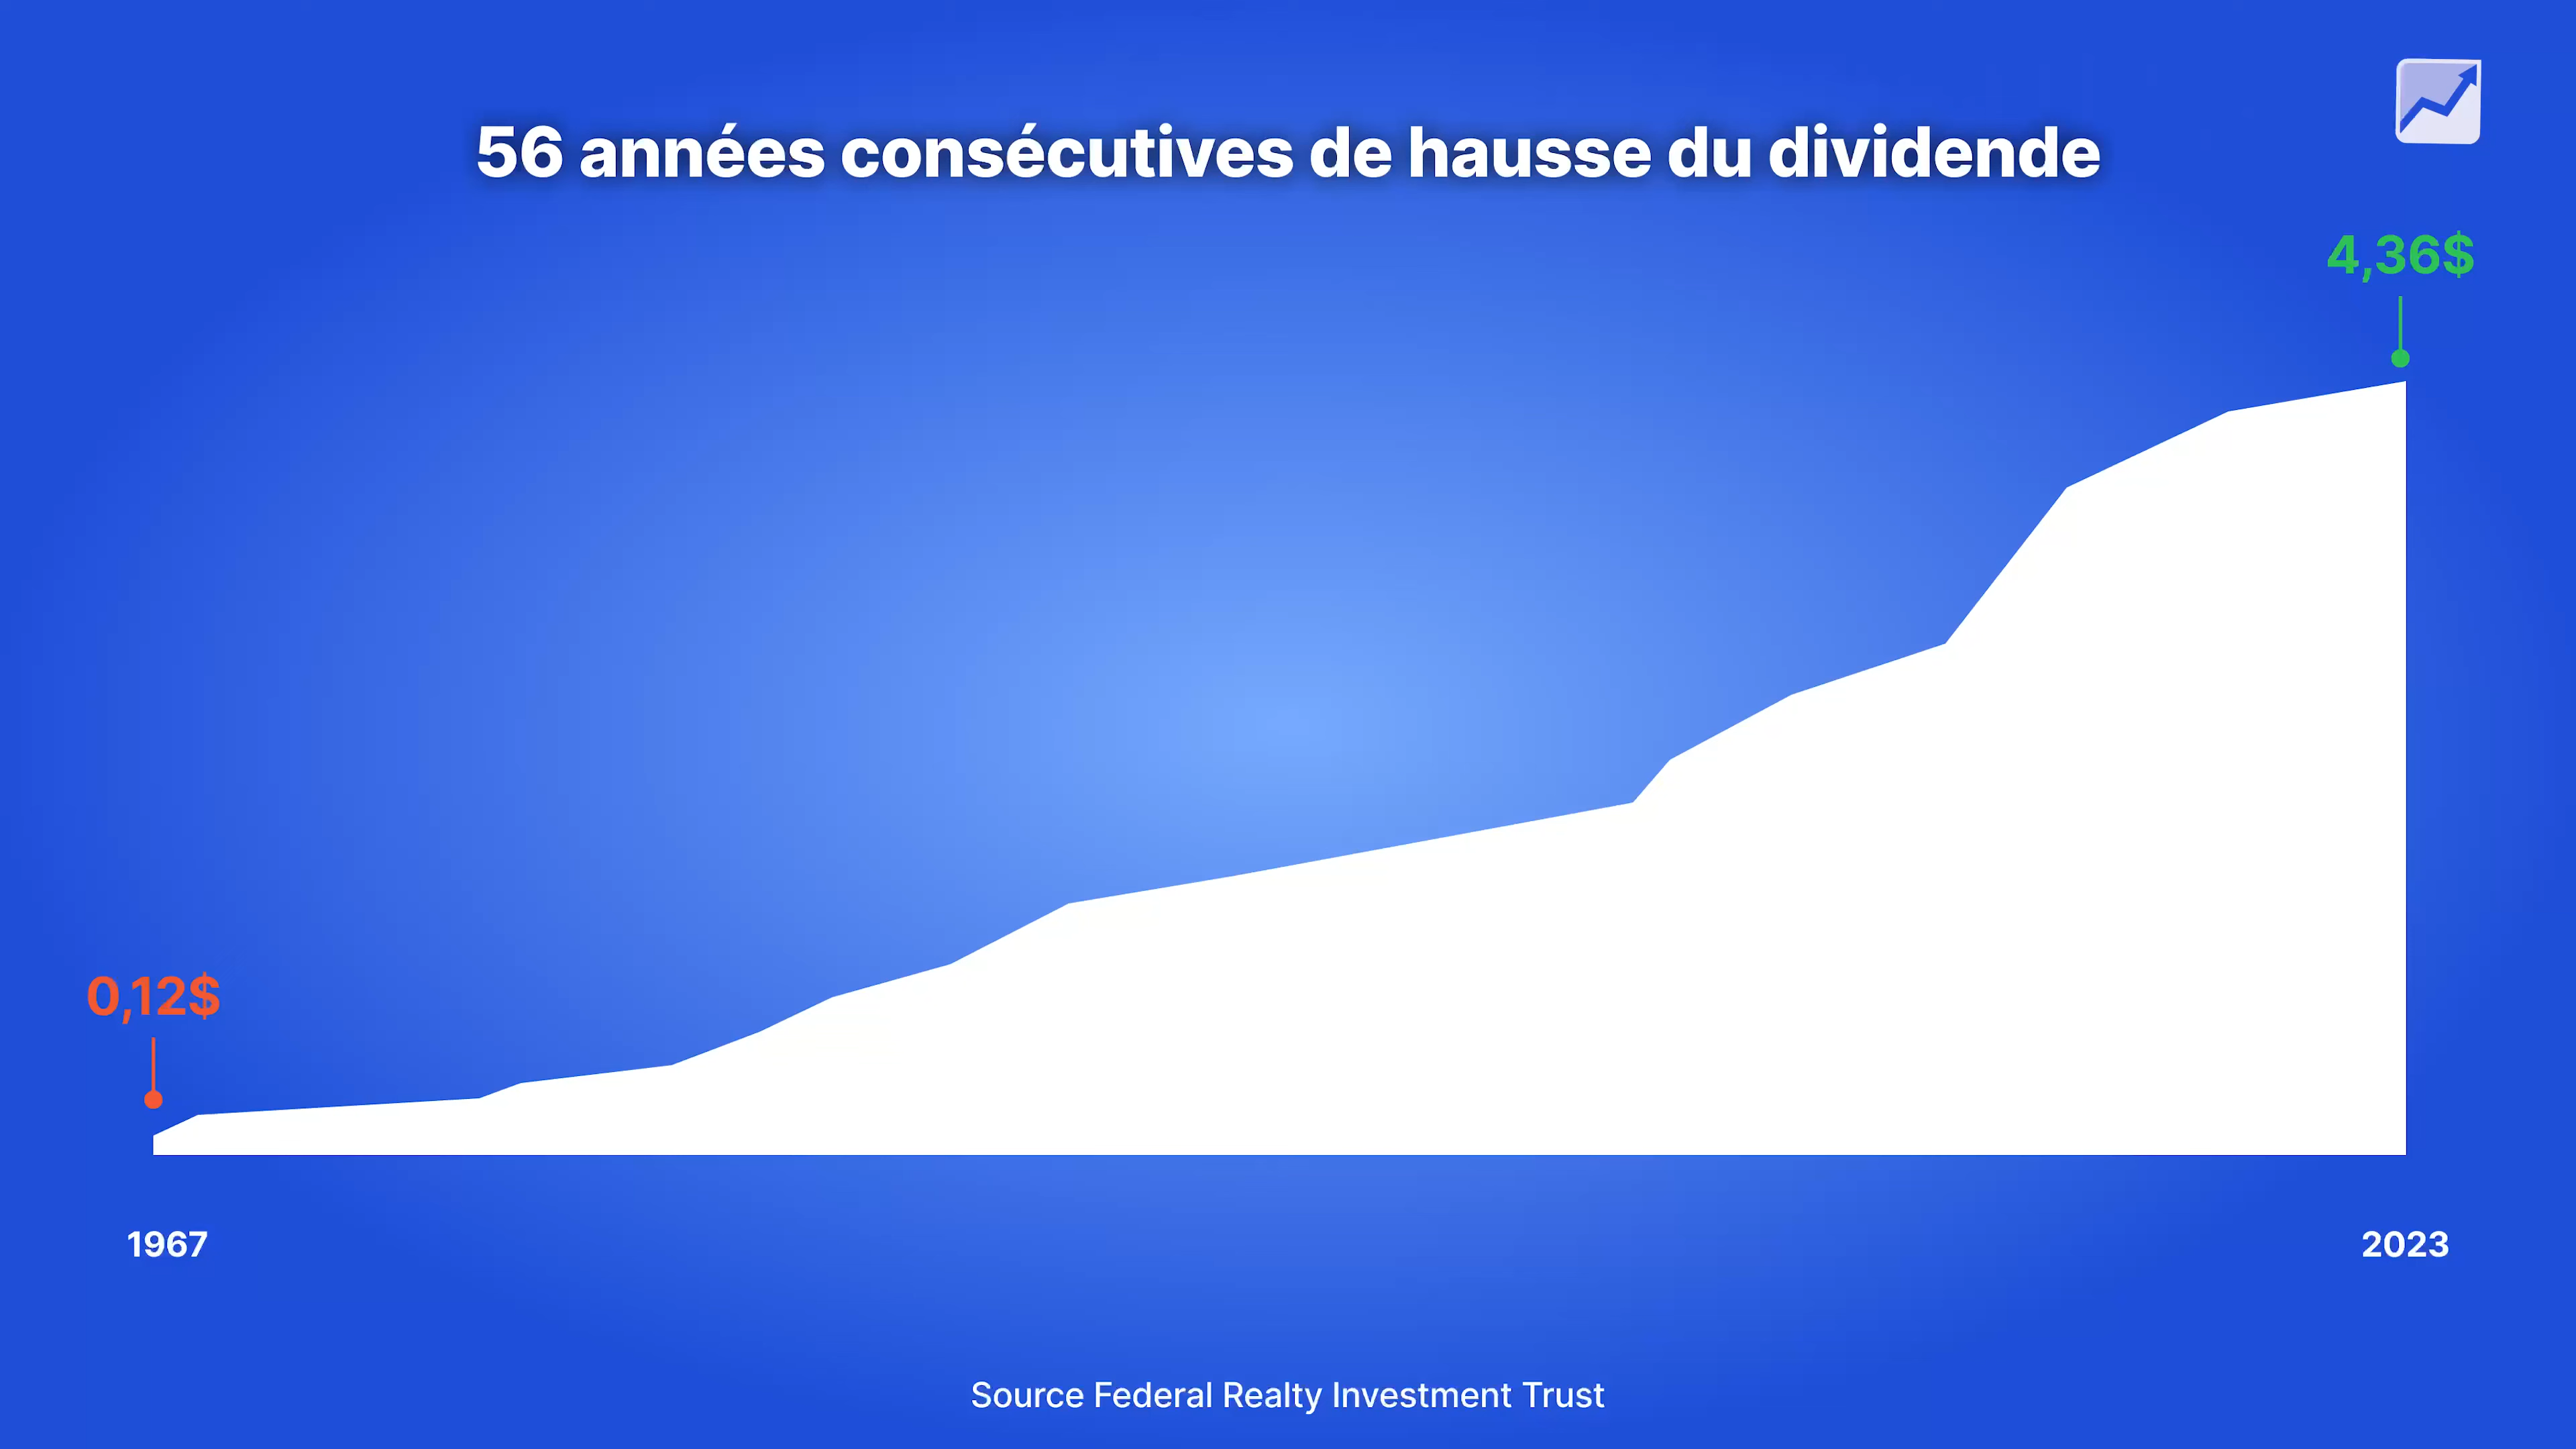 56 années consécutives de hausse du dividende
4,36$
0,12$
1967
2023
Source Federal Realty Investment Trust